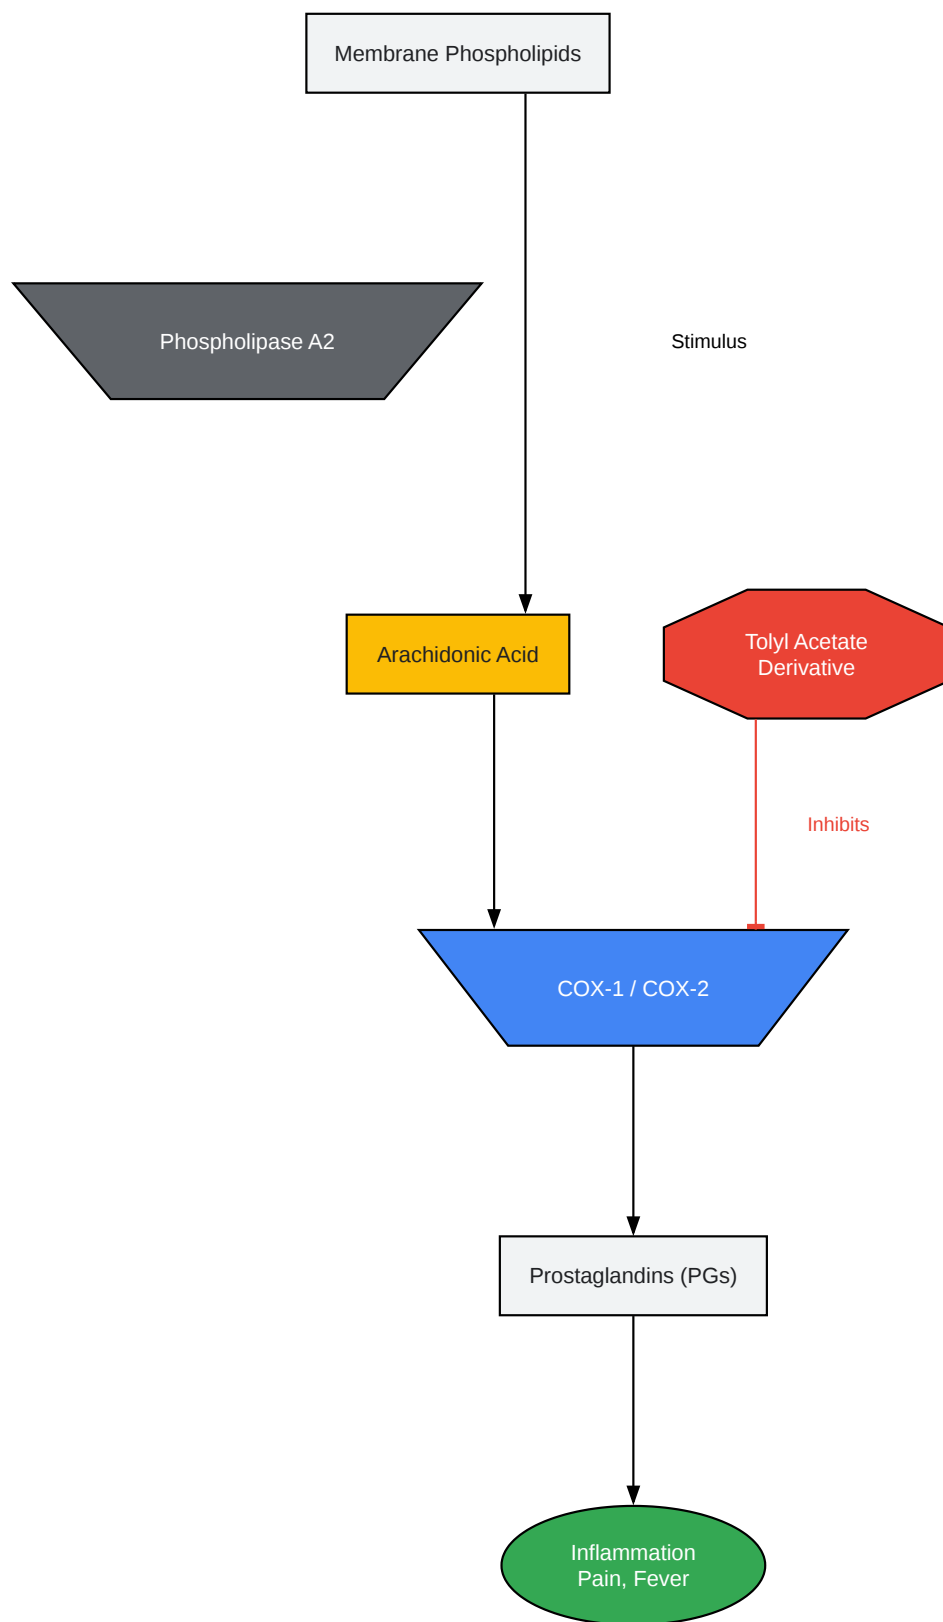 Membrane Phospholipids
Phospholipase A2
Stimulus
Arachidonic Acid
Tolyl Acetate
Derivative
Inhibits
COX-1 / COX-2
Prostaglandins (PGs)
Inflammation
Pain, Fever